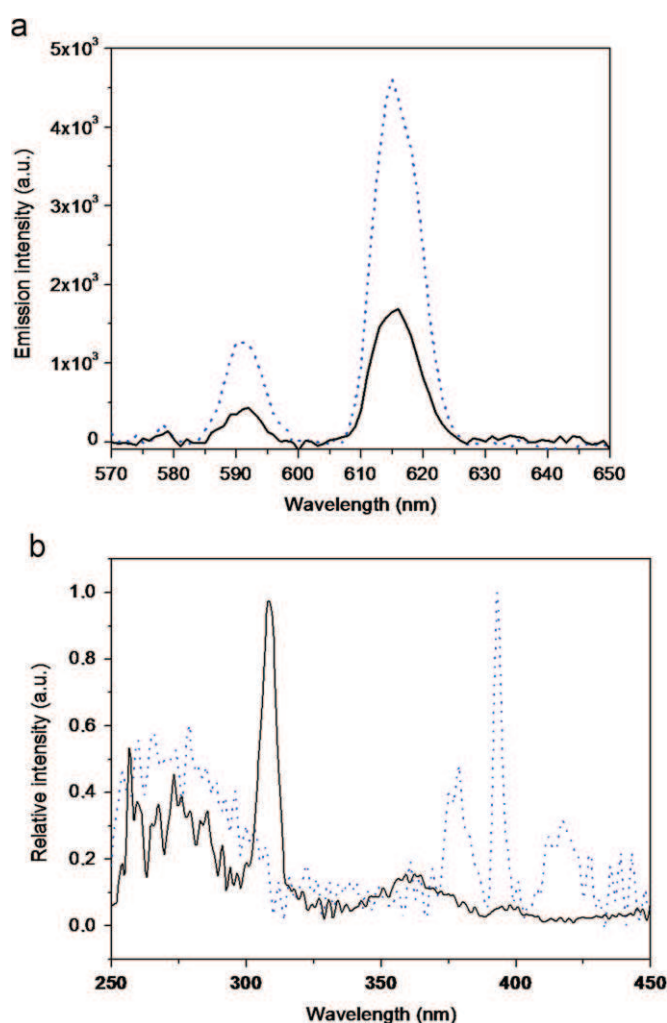 a
5x10³
4x10³
3x10³
2x10³
1x10³
0
Emission intensity (a.u.)
570 580 590 600 610 620 630 640 650
Wavelength (nm)
b
1.0
0.8
0.6
0.4
0.2
0.0
Relative intensity (a.u.)
250 300 350 400 450
Wavelength (nm)